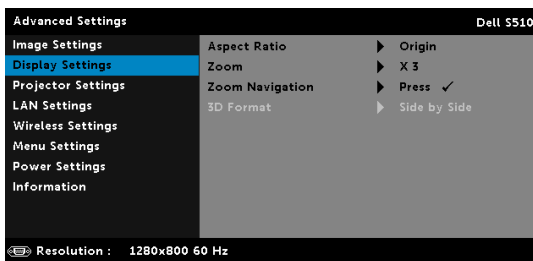 Advanced Settings Dell S510
Image Settings
Display Settings
Projector Settings
LAN Settings
Wireless Settings
Menu Settings
Power Settings
Information
Aspect Ratio Origin
Zoom X 3
Zoom Navigation Press ✓
3D Format Side by Side
Resolution : 1280x800 60 Hz